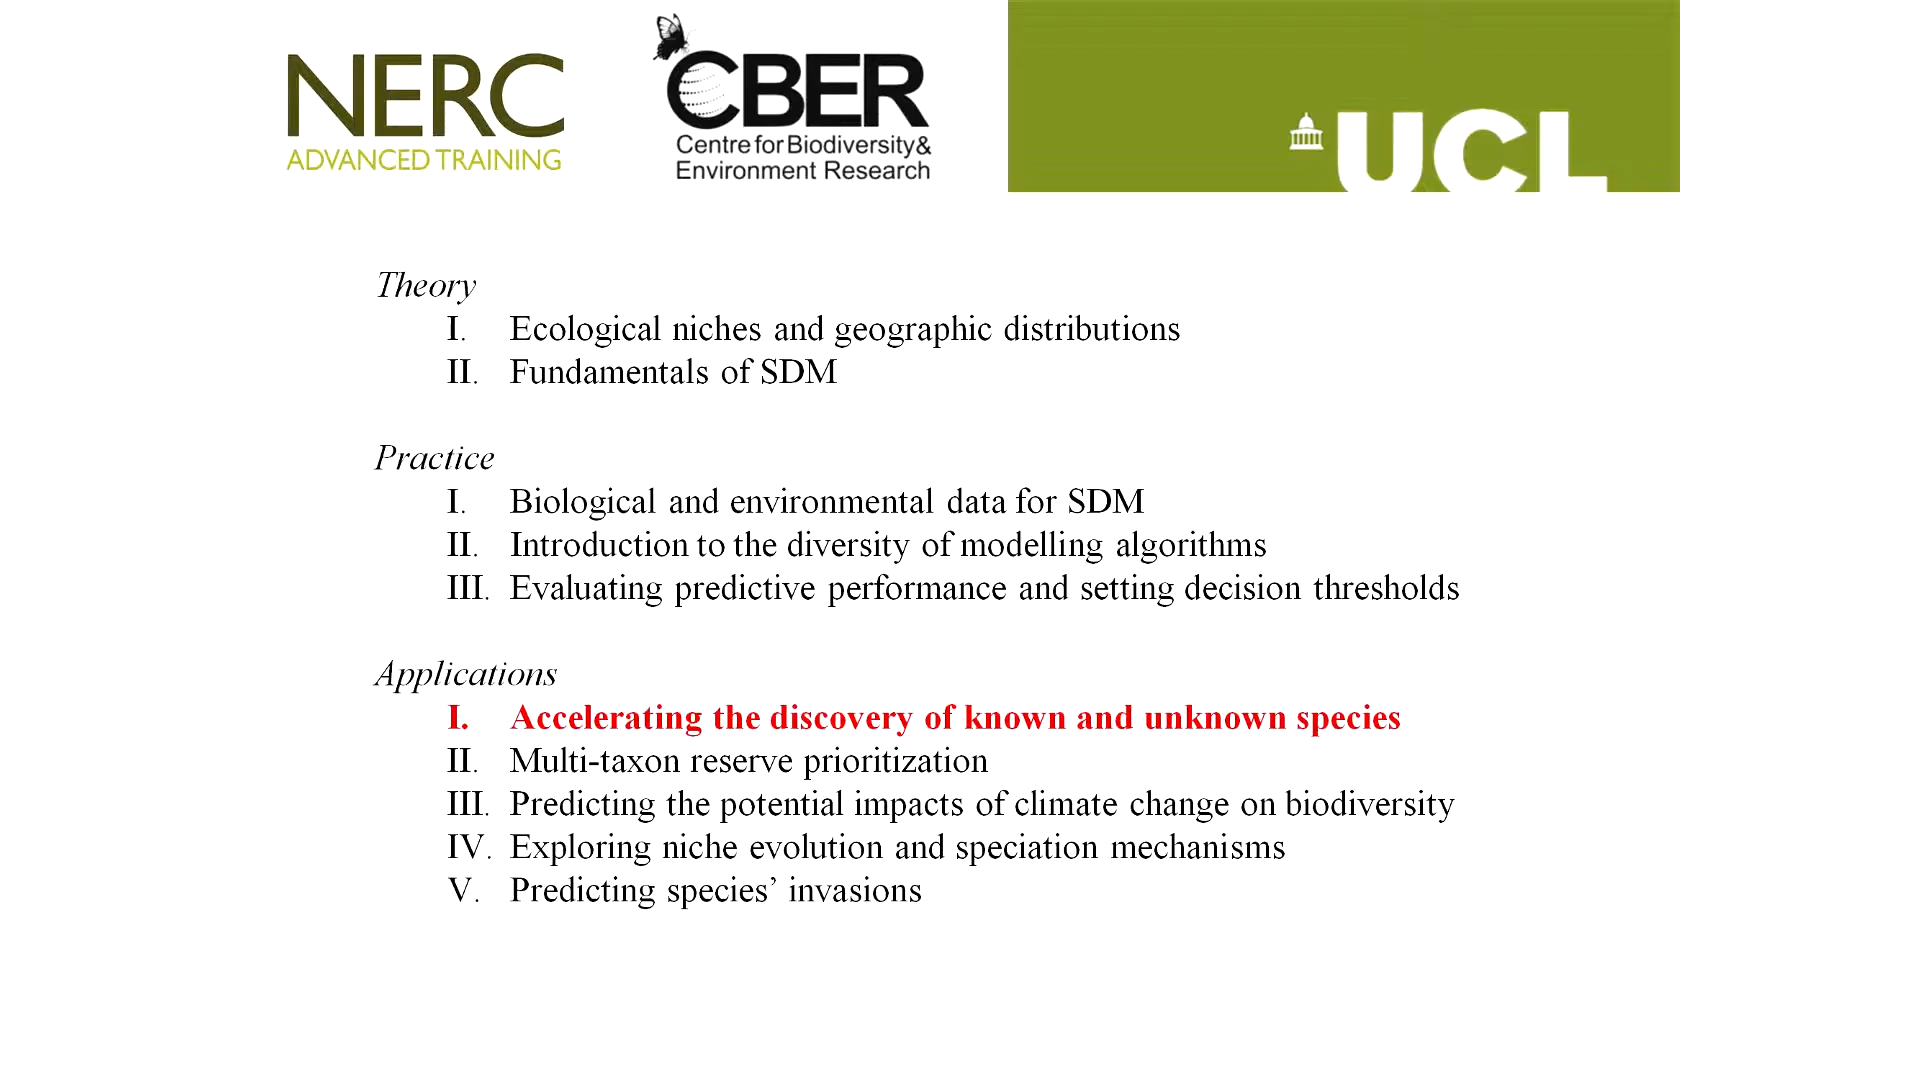 NERC
ADVANCED TRAINING
CBER
Centre for Biodiversity &
Environment Research
UCL
Theory
I. Ecological niches and geographic distributions
II. Fundamentals of SDM
Practice
I. Biological and environmental data for SDM
II. Introduction to the diversity of modelling algorithms
III. Evaluating predictive performance and setting decision thresholds
Applications
I. Accelerating the discovery of known and unknown species
II. Multi-taxon reserve prioritization
III. Predicting the potential impacts of climate change on biodiversity
IV. Exploring niche evolution and speciation mechanisms
V. Predicting species’ invasions